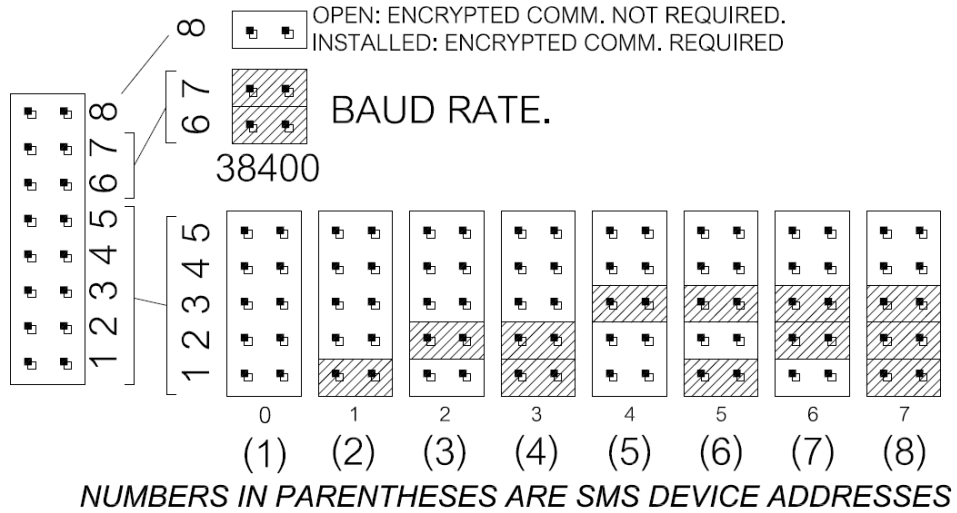 8 OPEN: ENCRYPTED COMM. NOT REQUIRED.
INSTALLED: ENCRYPTED COMM. REQUIRED
7
6
BAUD RATE.
38400
8
7
6
5
4
3
2
1
5
4
3
2
1
0 1 2 3 4 5 6 7
(1) (2) (3) (4) (5) (6) (7) (8)
NUMBERS IN PARENTHESES ARE SMS DEVICE ADDRESSES